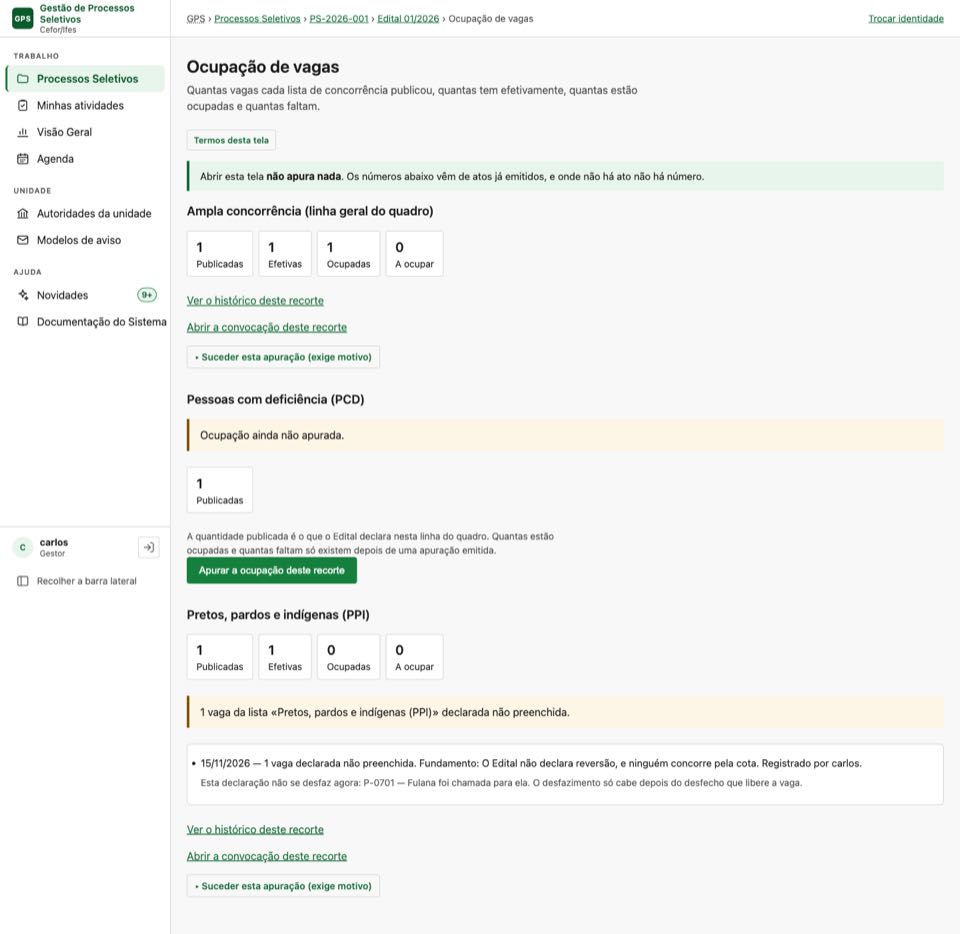 GPS
Gestão de Processos
Seletivos
Cefor/Ifes
GPS › Processos Seletivos › PS-2026-001 › Edital 01/2026 › Ocupação de vagas
Trocar identidade
TRABALHO
Processos Seletivos
Minhas atividades
Visão Geral
Agenda
UNIDADE
Autoridades da unidade
Modelos de aviso
AJUDA
Novidades 9+
Documentação do Sistema
C
carlos
Gestor
Recolher a barra lateral
Ocupação de vagas
Quantas vagas cada lista de concorrência publicou, quantas tem efetivamente, quantas estão
ocupadas e quantas faltam.
Termos desta tela
Abrir esta tela não apura nada. Os números abaixo vêm de atos já emitidos, e onde não há ato não há número.
Ampla concorrência (linha geral do quadro)
1 1 1 0
Publicadas Efetivas Ocupadas A ocupar
Ver o histórico deste recorte
Abrir a convocação deste recorte
▸ Suceder esta apuração (exige motivo)
Pessoas com deficiência (PCD)
Ocupação ainda não apurada.
1
Publicadas
A quantidade publicada é o que o Edital declara nesta linha do quadro. Quantas estão
ocupadas e quantas faltam só existem depois de uma apuração emitida.
Apurar a ocupação deste recorte
Pretos, pardos e indígenas (PPI)
1 1 0 0
Publicadas Efetivas Ocupadas A ocupar
1 vaga da lista «Pretos, pardos e indígenas (PPI)» declarada não preenchida.
• 15/11/2026 — 1 vaga declarada não preenchida. Fundamento: O Edital não declara reversão, e ninguém concorre pela cota. Registrado por carlos.
Esta declaração não se desfaz agora: P-0701 — Fulana foi chamada para ela. O desfazimento só cabe depois do desfecho que libere a vaga.
Ver o histórico deste recorte
Abrir a convocação deste recorte
▸ Suceder esta apuração (exige motivo)